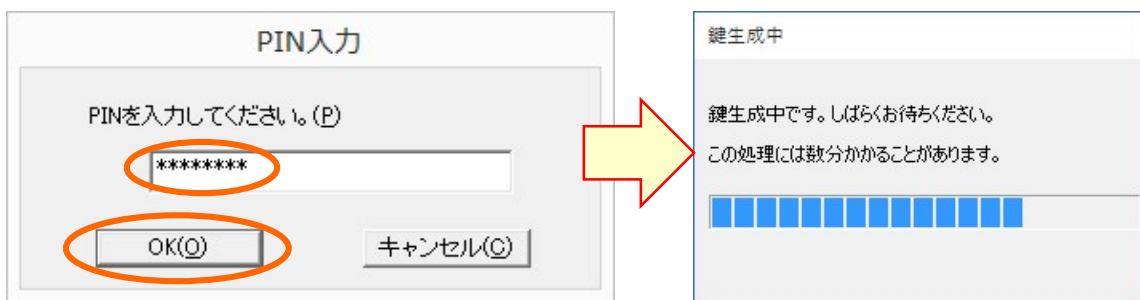 PIN入力
PINを入力してください。(P)
********
OK(O)
キャンセル(C)
鍵生成中
鍵生成中です。しばらくお待ちください。
この処理には数分かかることがあります。